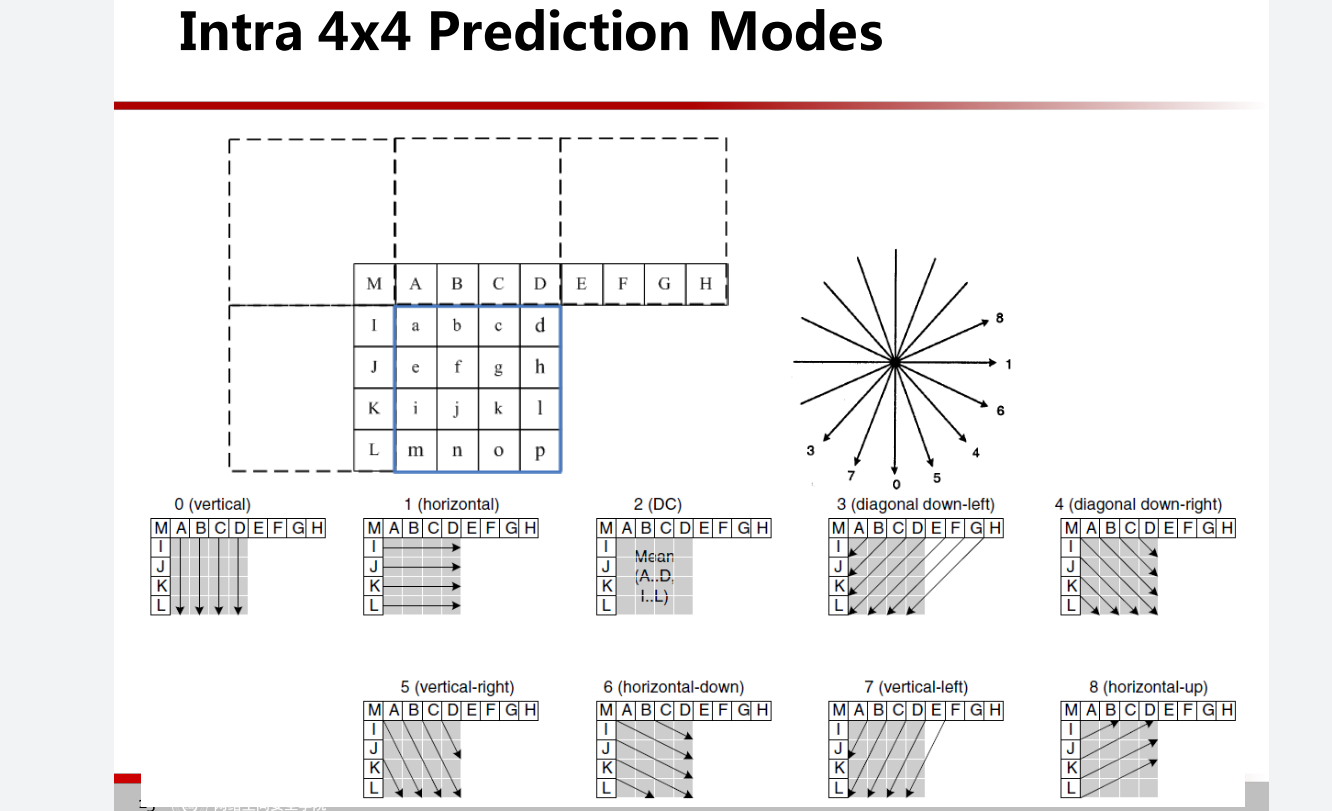 Intra 4x4 Prediction Modes
M A B C D E F G H
I a b c d
J e f g h
K i j k l
L m n o p
8
1
6
4
5
0
7
3
0 (vertical)
M A B C D E F G H
I
J
K
L
1 (horizontal)
M A B C D E F G H
I
J
K
L
2 (DC)
M A B C D E F G H
I
J
K
L
Mean
(A..D,
I..L)
3 (diagonal down-left)
M A B C D E F G H
I
J
K
L
4 (diagonal down-right)
M A B C D E F G H
I
J
K
L
5 (vertical-right)
M A B C D E F G H
I
J
K
L
6 (horizontal-down)
M A B C D E F G H
I
J
K
L
7 (vertical-left)
M A B C D E F G H
I
J
K
L
8 (horizontal-up)
M A B C D E F G H
I
J
K
L